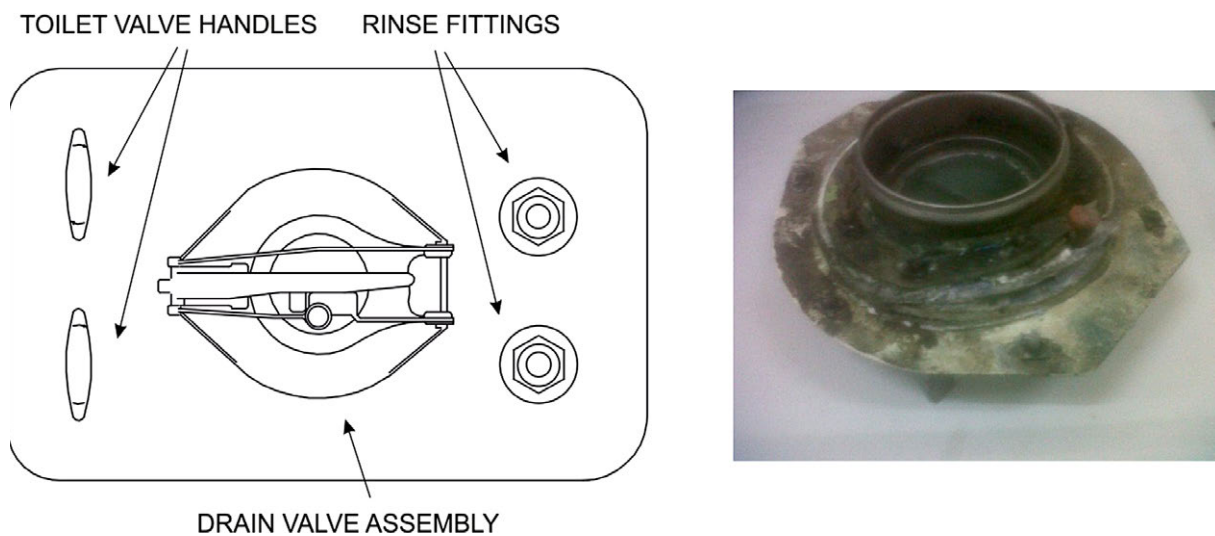 TOILET VALVE HANDLES
RINSE FITTINGS
DRAIN VALVE ASSEMBLY